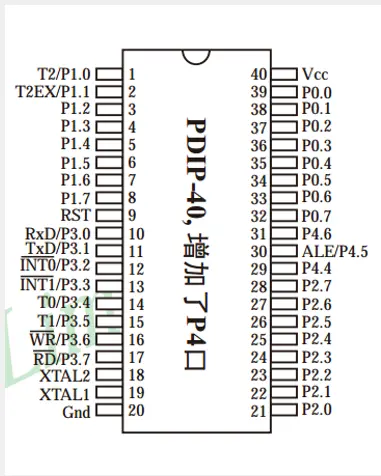 T2/P1.0 1 40 Vcc
T2EX/P1.1 2 39 P0.0
P1.2 3 38 P0.1
P1.3 4 37 P0.2
P1.4 5 36 P0.3
P1.5 6 35 P0.4
P1.6 7 34 P0.5
P1.7 8 33 P0.6
RST 9 32 P0.7
RxD/P3.0 10 31 P4.6
TxD/P3.1 11 30 ALE/P4.5
INT0/P3.2 12 29 P4.4
INT1/P3.3 13 28 P2.7
T0/P3.4 14 27 P2.6
T1/P3.5 15 26 P2.5
WR/P3.6 16 25 P2.4
RD/P3.7 17 24 P2.3
XTAL2 18 23 P2.2
XTAL1 19 22 P2.1
Gnd 20 21 P2.0
PDIP-40,增加了P4口